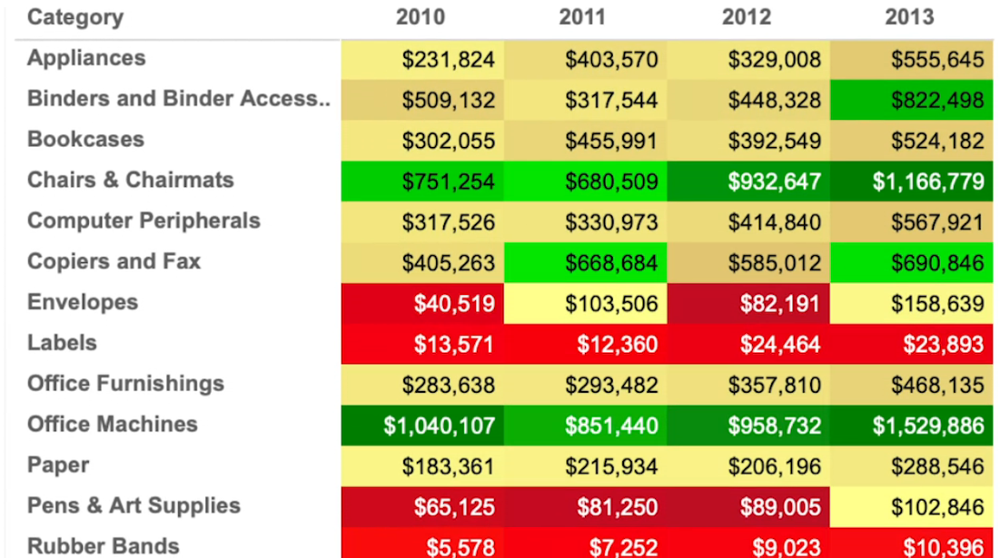 Category 2010 2011 2012 2013
Appliances $231,824 $403,570 $329,008 $555,645
Binders and Binder Access.. $509,132 $317,544 $448,328 $822,498
Bookcases $302,055 $455,991 $392,549 $524,182
Chairs & Chairmats $751,254 $680,509 $932,647 $1,166,779
Computer Peripherals $317,526 $330,973 $414,840 $567,921
Copiers and Fax $405,263 $668,684 $585,012 $690,846
Envelopes $40,519 $103,506 $82,191 $158,639
Labels $13,571 $12,360 $24,464 $23,893
Office Furnishings $283,638 $293,482 $357,810 $468,135
Office Machines $1,040,107 $851,440 $958,732 $1,529,886
Paper $183,361 $215,934 $206,196 $288,546
Pens & Art Supplies $65,125 $81,250 $89,005 $102,846
Rubber Bands $5,578 $7,252 $9,023 $10,396